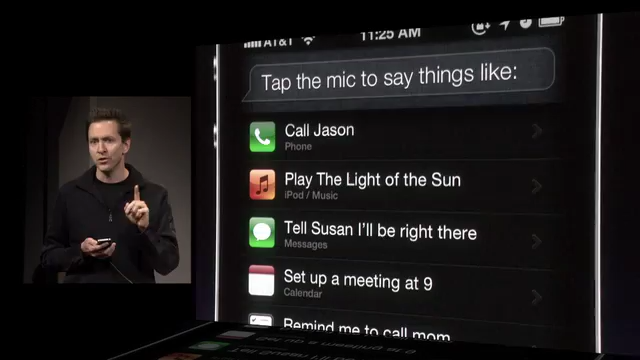 AT&T
11:25 AM
Tap the mic to say things like:
Call Jason
Phone
Play The Light of the Sun
iPod / Music
Tell Susan I'll be right there
Messages
Set up a meeting at 9
Calendar
Remind me to call mom